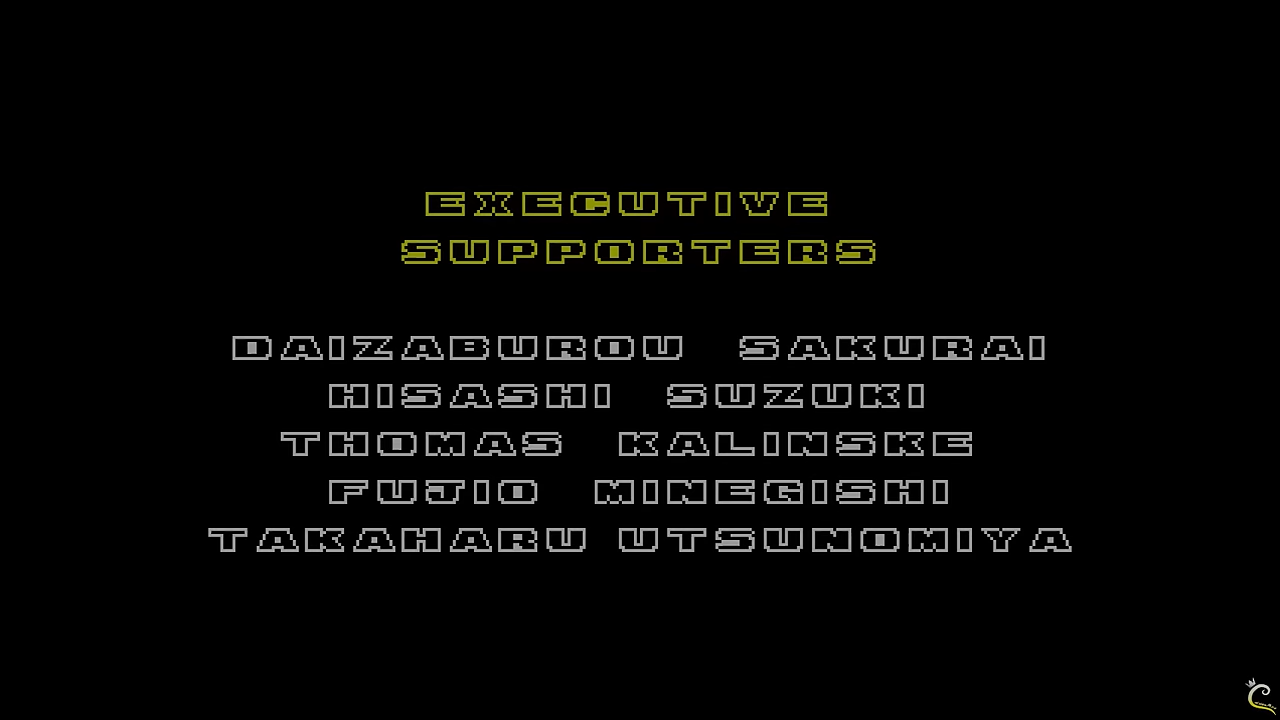 EXECUTIVE
SUPPORTERS
DAIZABUROU SAKURAI
HISASHI SUZUKI
THOMAS KALINSKE
FUJIO MINEGISHI
TAKAHARU UTSUNOMIYA